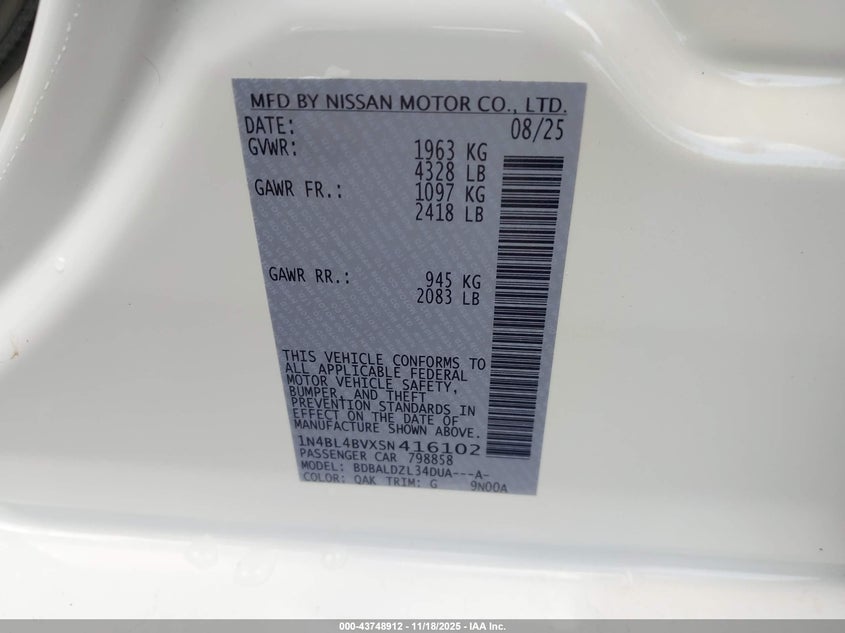 MFD BY NISSAN MOTOR CO., LTD.
DATE: 08/25
GVWR: 1963 KG
4328 LB
GAWR FR.: 1097 KG
2418 LB
GAWR RR.: 945 KG
2083 LB
THIS VEHICLE CONFORMS TO
ALL APPLICABLE FEDERAL
MOTOR VEHICLE SAFETY,
BUMPER, AND THEFT
PREVENTION STANDARDS IN
EFFECT ON THE DATE OF
MANUFACTURE SHOWN ABOVE.
1N4BL4BVXSN416102
PASSENGER CAR 798858
MODEL: BDBALDZL34DUA---A-
COLOR: QAK TRIM: G 9N00A
000-43748912 - 11/18/2025 - IAA Inc.